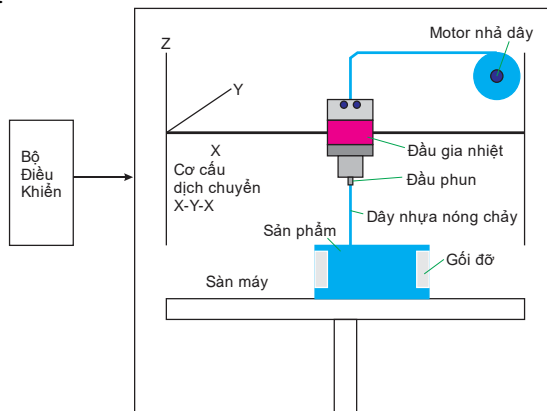 Motor nhả dây
Z
Y
X
Cơ cấu
dịch chuyển
X-Y-X
Bộ
Điều
Khiển
Đầu gia nhiệt
Đầu phun
Dây nhựa nóng chảy
Sản phẩm
Gối đỡ
Sàn máy